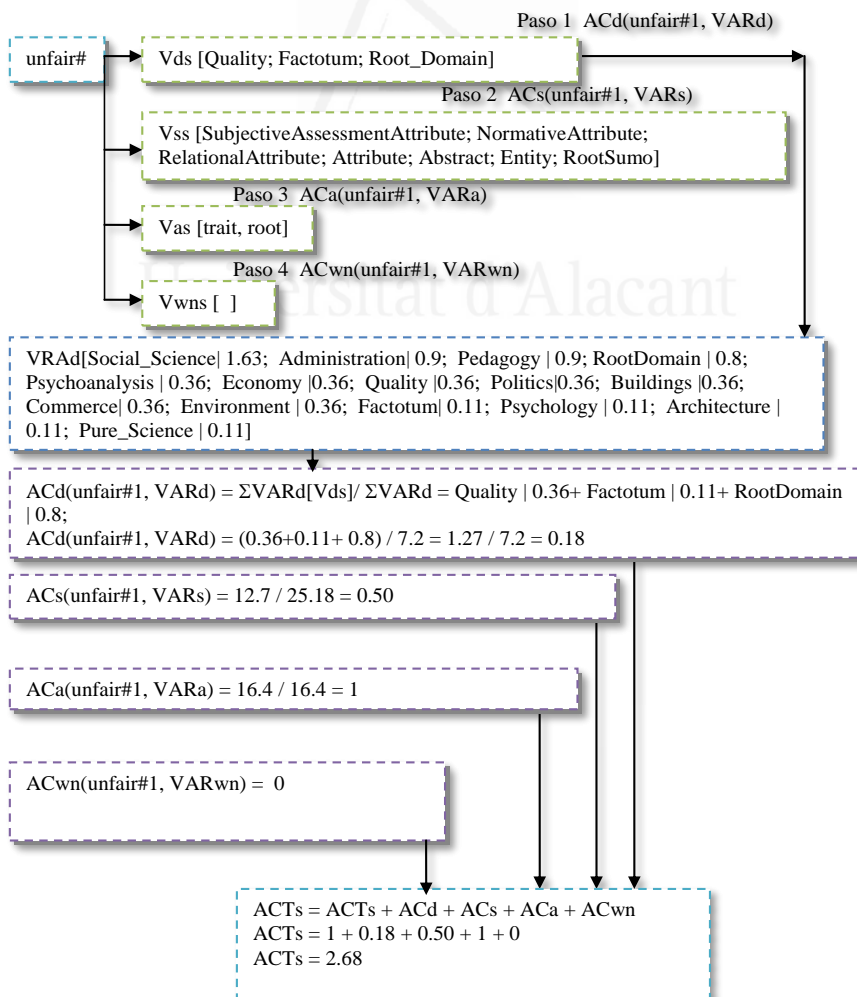 Paso 1 ACd(unfair#1, VARd)
unfair#
Vds [Quality; Factotum; Root_Domain]
Paso 2 ACs(unfair#1, VARs)
Vss [SubjectiveAssessmentAttribute; NormativeAttribute;
RelationalAttribute; Attribute; Abstract; Entity; RootSumo]
Paso 3 ACa(unfair#1, VARa)
Vas [trait, root]
Paso 4 ACwn(unfair#1, VARwn)
Vwns [ ]
Universitat d'Alacant
VRAd[Social_Science| 1.63; Administration| 0.9; Pedagogy | 0.9; RootDomain | 0.8;
Psychoanalysis | 0.36; Economy |0.36; Quality |0.36; Politics|0.36; Buildings |0.36;
Commerce| 0.36; Environment | 0.36; Factotum| 0.11; Psychology | 0.11; Architecture |
0.11; Pure_Science | 0.11]
ACd(unfair#1, VARd) = ΣVARd[Vds]/ ΣVARd = Quality | 0.36+ Factotum | 0.11+ RootDomain
| 0.8;
ACd(unfair#1, VARd) = (0.36+0.11+ 0.8) / 7.2 = 1.27 / 7.2 = 0.18
ACs(unfair#1, VARs) = 12.7 / 25.18 = 0.50
ACa(unfair#1, VARa) = 16.4 / 16.4 = 1
ACwn(unfair#1, VARwn) = 0
ACTs = ACTs + ACd + ACs + ACa + ACwn
ACTs = 1 + 0.18 + 0.50 + 1 + 0
ACTs = 2.68